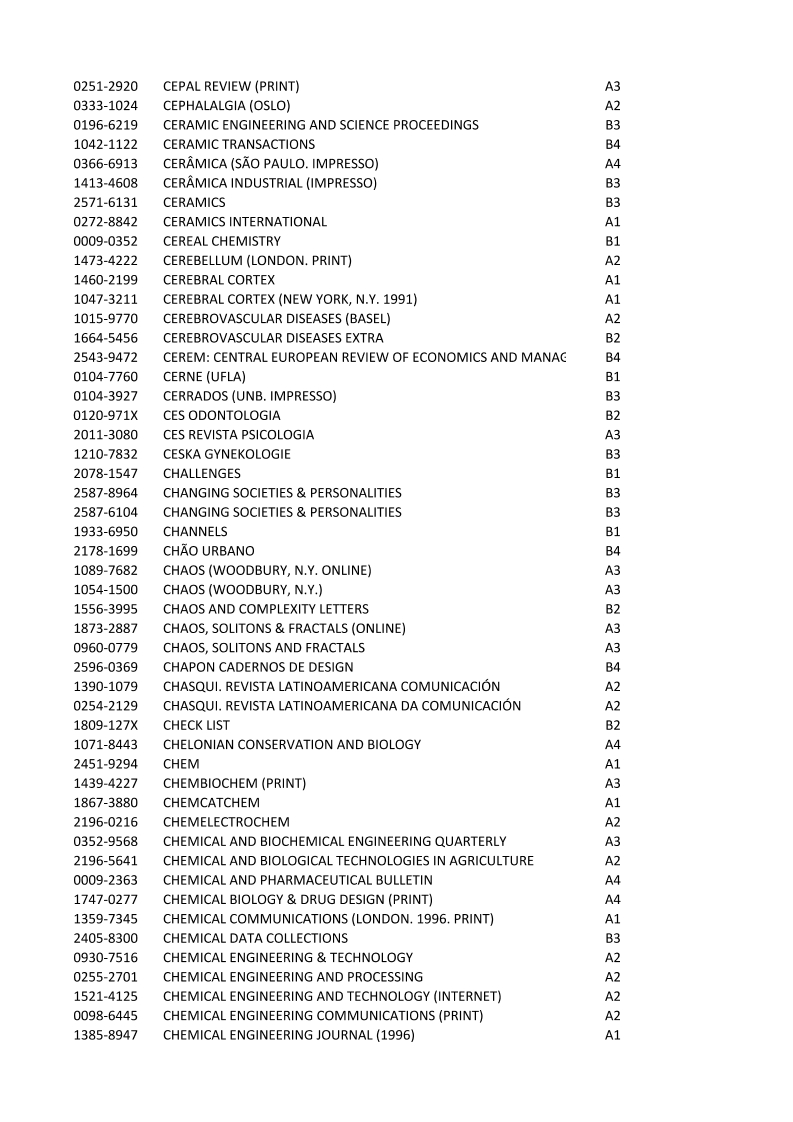 0251-2920 CEPAL REVIEW (PRINT) A3
0333-1024 CEPHALALGIA (OSLO) A2
0196-6219 CERAMIC ENGINEERING AND SCIENCE PROCEEDINGS B3
1042-1122 CERAMIC TRANSACTIONS B4
0366-6913 CERÂMICA (SÃO PAULO. IMPRESSO) A4
1413-4608 CERÂMICA INDUSTRIAL (IMPRESSO) B3
2571-6131 CERAMICS B3
0272-8842 CERAMICS INTERNATIONAL A1
0009-0352 CEREAL CHEMISTRY B1
1473-4222 CEREBELLUM (LONDON. PRINT) A2
1460-2199 CEREBRAL CORTEX A1
1047-3211 CEREBRAL CORTEX (NEW YORK, N.Y. 1991) A1
1015-9770 CEREBROVASCULAR DISEASES (BASEL) A2
1664-5456 CEREBROVASCULAR DISEASES EXTRA B2
2543-9472 CEREM: CENTRAL EUROPEAN REVIEW OF ECONOMICS AND MANAG B4
0104-7760 CERNE (UFLA) B1
0104-3927 CERRADOS (UNB. IMPRESSO) B3
0120-971X CES ODONTOLOGIA B2
2011-3080 CES REVISTA PSICOLOGIA A3
1210-7832 CESKA GYNEKOLOGIE B3
2078-1547 CHALLENGES B1
2587-8964 CHANGING SOCIETIES & PERSONALITIES B3
2587-6104 CHANGING SOCIETIES & PERSONALITIES B3
1933-6950 CHANNELS B1
2178-1699 CHÃO URBANO B4
1089-7682 CHAOS (WOODBURY, N.Y. ONLINE) A3
1054-1500 CHAOS (WOODBURY, N.Y.) A3
1556-3995 CHAOS AND COMPLEXITY LETTERS B2
1873-2887 CHAOS, SOLITONS & FRACTALS (ONLINE) A3
0960-0779 CHAOS, SOLITONS AND FRACTALS A3
2596-0369 CHAPON CADERNOS DE DESIGN B4
1390-1079 CHASQUI. REVISTA LATINOAMERICANA COMUNICACIÓN A2
0254-2129 CHASQUI. REVISTA LATINOAMERICANA DA COMUNICACIÓN A2
1809-127X CHECK LIST B2
1071-8443 CHELONIAN CONSERVATION AND BIOLOGY A4
2451-9294 CHEM A1
1439-4227 CHEMBIOCHEM (PRINT) A3
1867-3880 CHEMCATCHEM A1
2196-0216 CHEMELECTROCHEM A2
0352-9568 CHEMICAL AND BIOCHEMICAL ENGINEERING QUARTERLY A3
2196-5641 CHEMICAL AND BIOLOGICAL TECHNOLOGIES IN AGRICULTURE A2
0009-2363 CHEMICAL AND PHARMACEUTICAL BULLETIN A4
1747-0277 CHEMICAL BIOLOGY & DRUG DESIGN (PRINT) A4
1359-7345 CHEMICAL COMMUNICATIONS (LONDON. 1996. PRINT) A1
2405-8300 CHEMICAL DATA COLLECTIONS B3
0930-7516 CHEMICAL ENGINEERING & TECHNOLOGY A2
0255-2701 CHEMICAL ENGINEERING AND PROCESSING A2
1521-4125 CHEMICAL ENGINEERING AND TECHNOLOGY (INTERNET) A2
0098-6445 CHEMICAL ENGINEERING COMMUNICATIONS (PRINT) A2
1385-8947 CHEMICAL ENGINEERING JOURNAL (1996) A1